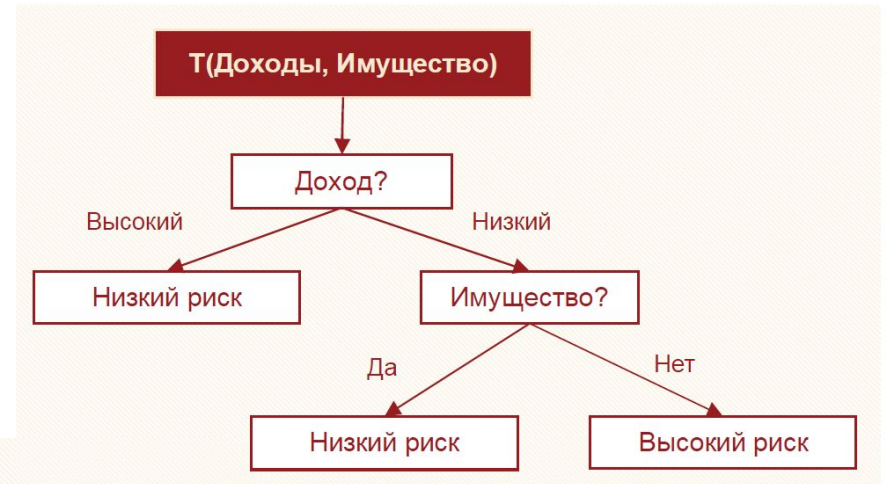 Т(Доходы, Имущество)
Доход?
Высокий
Низкий
Низкий риск
Имущество?
Да
Нет
Низкий риск
Высокий риск